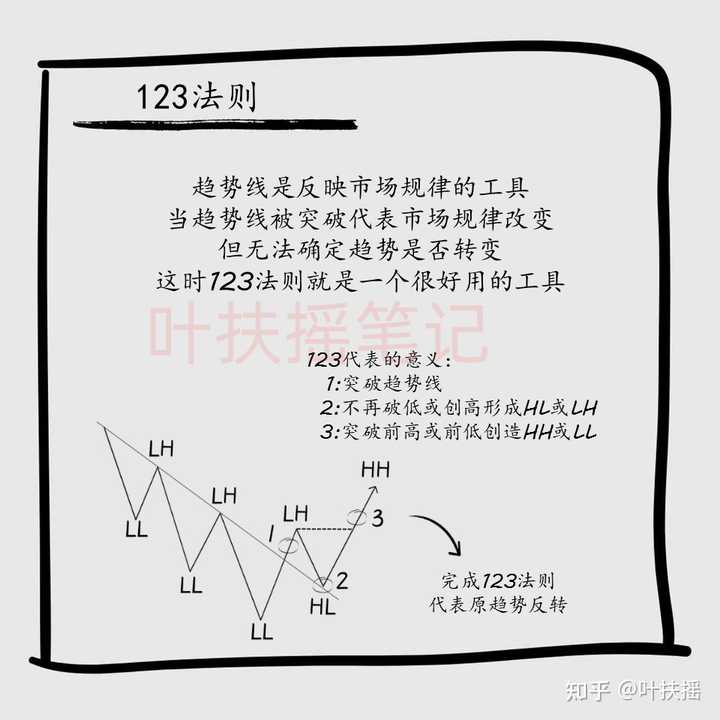 123法则
趋势线是反映市场规律的工具
当趋势线被突破代表市场规律改变
但无法确定趋势是否转变
这时123法则就是一个很好用的工具
叶扶摇笔记
123代表的意义:
1:突破趋势线
2:不再破低或创高形成HL或LH
3:突破前高或前低创造HH或LL
LH
LL
LH
LL
LH
1
LL
2
HL
3
HH
完成123法则
代表原趋势反转
知乎 @叶扶摇